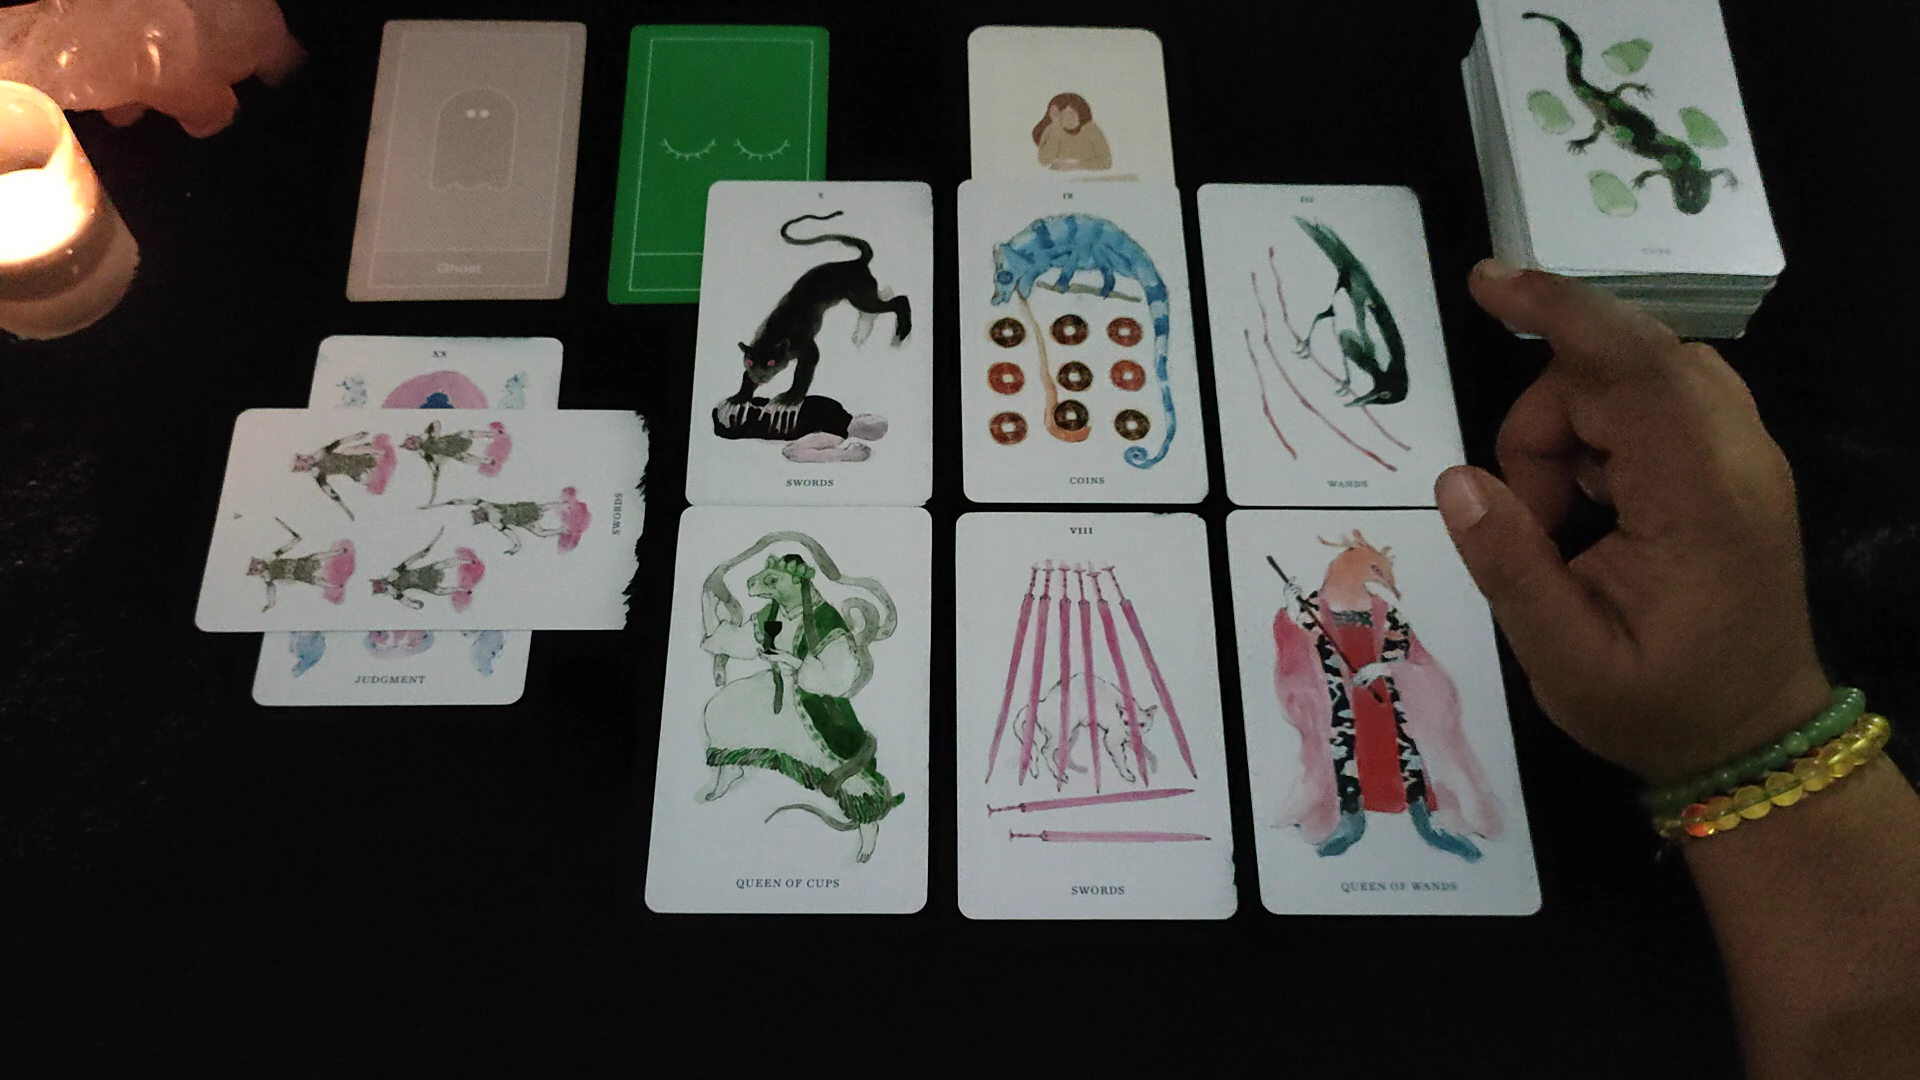 Ghost
X
SWORDS
IX
COINS
III
WANDS
XX
JUDGMENT
V
SWORDS
QUEEN OF CUPS
VIII
SWORDS
QUEEN OF WANDS